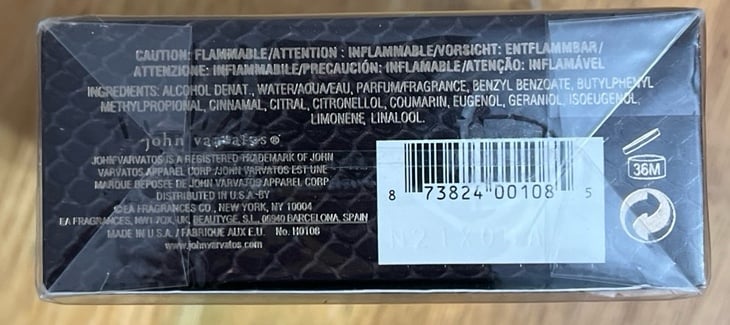 CAUTION: FLAMMABLE/ATTENTION : INFLAMMABLE/VORSICHT: ENTFLAMMBAR/
ATTENZIONE: INFIAMMABILE/PRECAUCIÓN: INFLAMABLE/ATENÇÃO: INFLAMÁVEL
INGREDIENTS: ALCOHOL DENAT., WATER/AQUA/EAU, PARFUM/FRAGRANCE, BENZYL BENZOATE, BUTYLPHENYL
METHYLPROPIONAL, CINNAMAL, CITRAL, CITRONELLOL, COUMARIN, EUGENOL, GERANIOL, ISOEUGENOL,
LIMONENE, LINALOOL.
john varvatos®
JOHN VARVATOS IS A REGISTERED TRADEMARK OF JOHN
VARVATOS APPAREL CORP./JOHN VARVATOS EST UNE
MARQUE DÉPOSÉE DE JOHN VARVATOS APPAREL CORP.
DISTRIBUTED IN U.S.A. BY
©EA FRAGRANCES CO., NEW YORK, NY 10004
EA FRAGRANCES, NW1 7QX, UK, BEAUTYGE, S.L., 08940 BARCELONA, SPAIN
MADE IN U.S.A. / FABRIQUÉ AUX E.U. No. H0108
www.johnvarvatos.com
8 73824 00108 5
36M